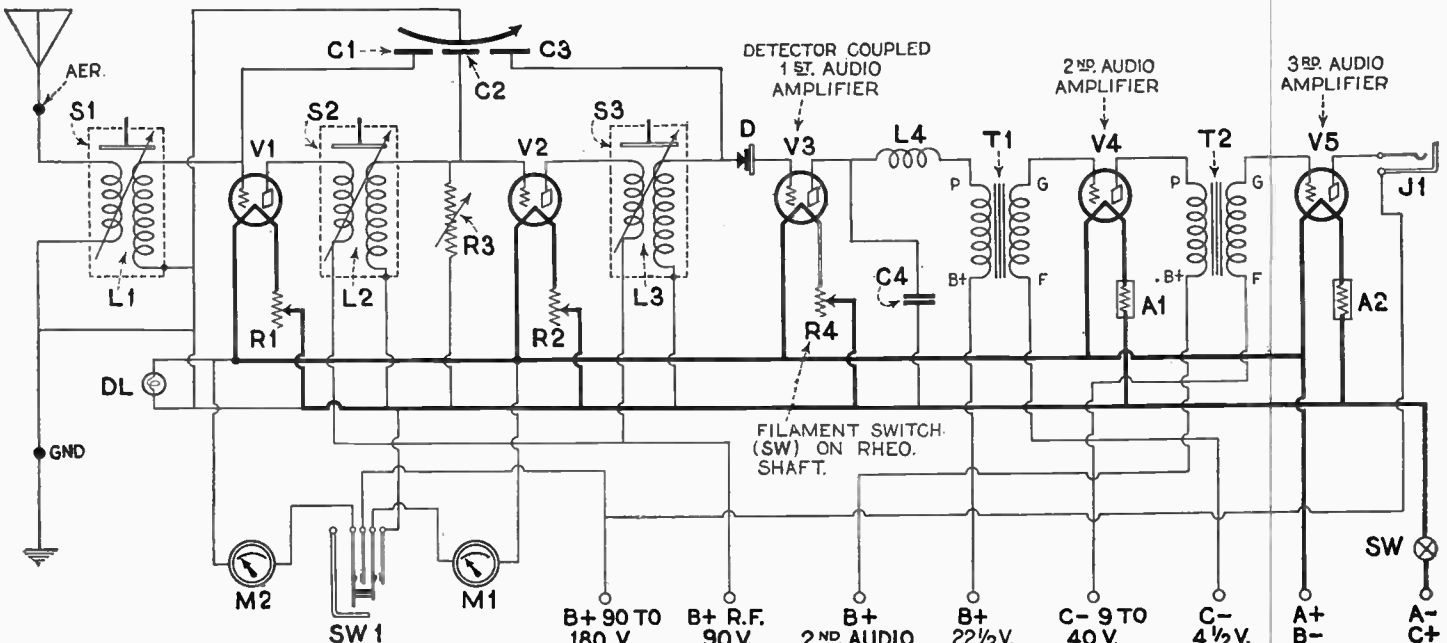 AER.
S1
L1
V1
R1
S2
L2
C1
C2
C3
R3
V2
R2
S3
L3
D
DETECTOR COUPLED
1 ST. AUDIO
AMPLIFIER
V3
R4
FILAMENT SWITCH
(SW) ON RHEO.
SHAFT.
L4
C4
T1
P
B+
G
F
2ND. AUDIO
AMPLIFIER
V4
A1
T2
P
B+
G
F
3RD. AUDIO
AMPLIFIER
V5
A2
J1
DL
GND
M2
SW1
M1
SW
B+ 90 TO
180 V.
B+ R.F.
90 V.
B+
2ND AUDIO
B+
22½V.
C- 9 TO
40 V.
C-
4½ V.
A+
B-
A-
C+